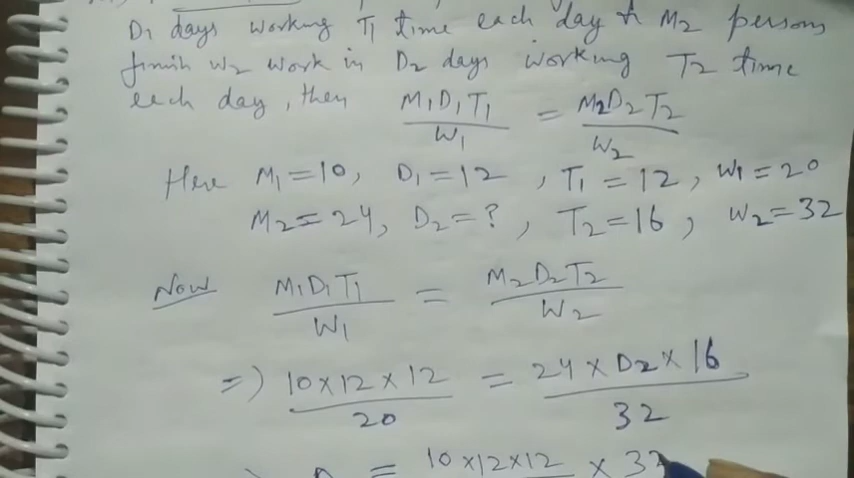 D1 days working T1 time each day & M2 persons
finish W2 work in D2 days working T2 time
each day, then M1D1T1/W1 = M2D2T2/W2
Here M1=10, D1=12, T1=12, W1=20
M2=24, D2=?, T2=16, W2=32
Now M1D1T1/W1 = M2D2T2/W2
=> 10×12×12/20 = 24×D2×16/32
= 10×12×12 × 32